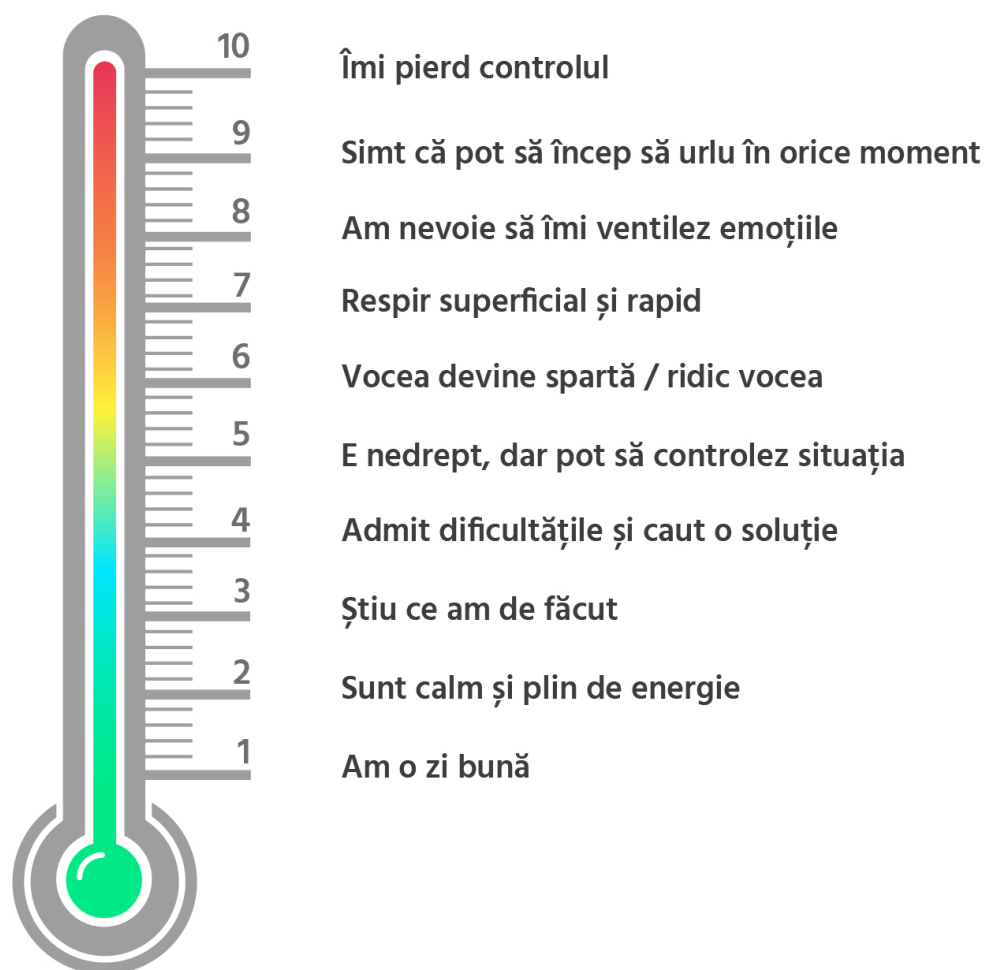 10
Îmi pierd controlul
9
Simt că pot să încep să urlu în orice moment
8
Am nevoie să îmi ventilez emoțiile
7
Respir superficial și rapid
6
Vocea devine spartă / ridic vocea
5
E nedrept, dar pot să controlez situația
4
Admit dificultățile și caut o soluție
3
Știu ce am de făcut
2
Sunt calm și plin de energie
1
Am o zi bună